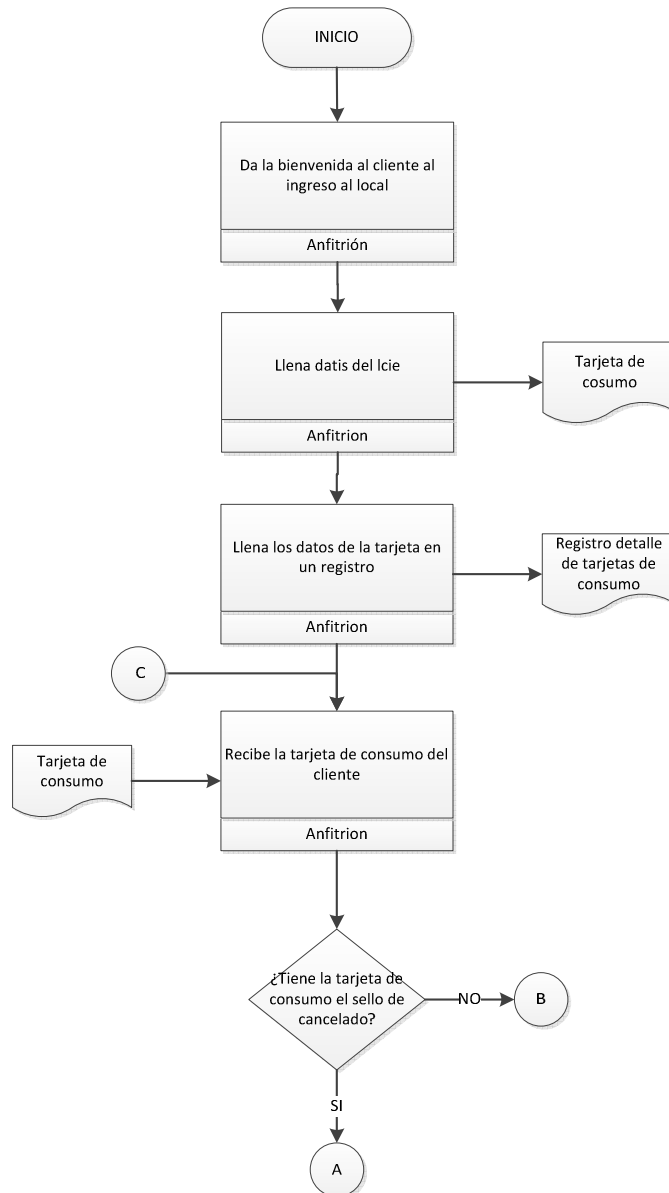 INICIO
Da la bienvenida al cliente al
ingreso al local
Anfitrión
Llena datis del lcie
Anfitrion
Tarjeta de
cosumo
Llena los datos de la tarjeta en
un registro
Anfitrion
Registro detalle
de tarjetas de
consumo
C
Tarjeta de
consumo
Recibe la tarjeta de consumo del
cliente
Anfitrion
¿Tiene la tarjeta de
consumo el sello de
cancelado?
NO
B
SI
A